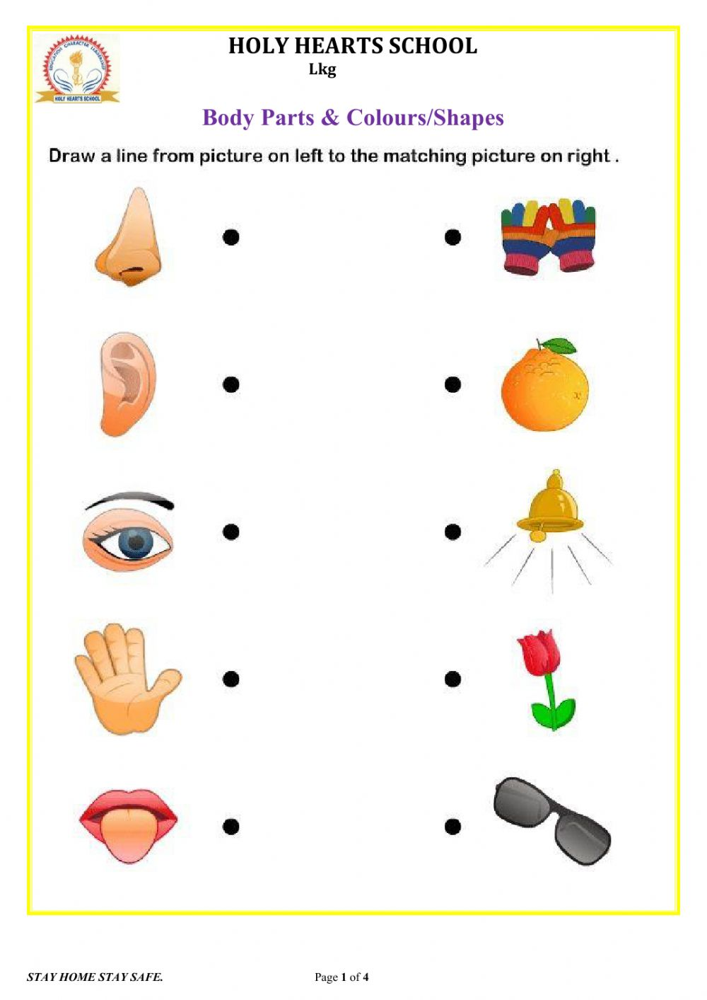 HOLY HEARTS SCHOOL
Lkg
EDUCATION CHARACTER LEADERSHIP
HOLY HEARTS SCHOOL
Body Parts & Colours/Shapes
Draw a line from picture on left to the matching picture on right .
STAY HOME STAY SAFE.
Page 1 of 4